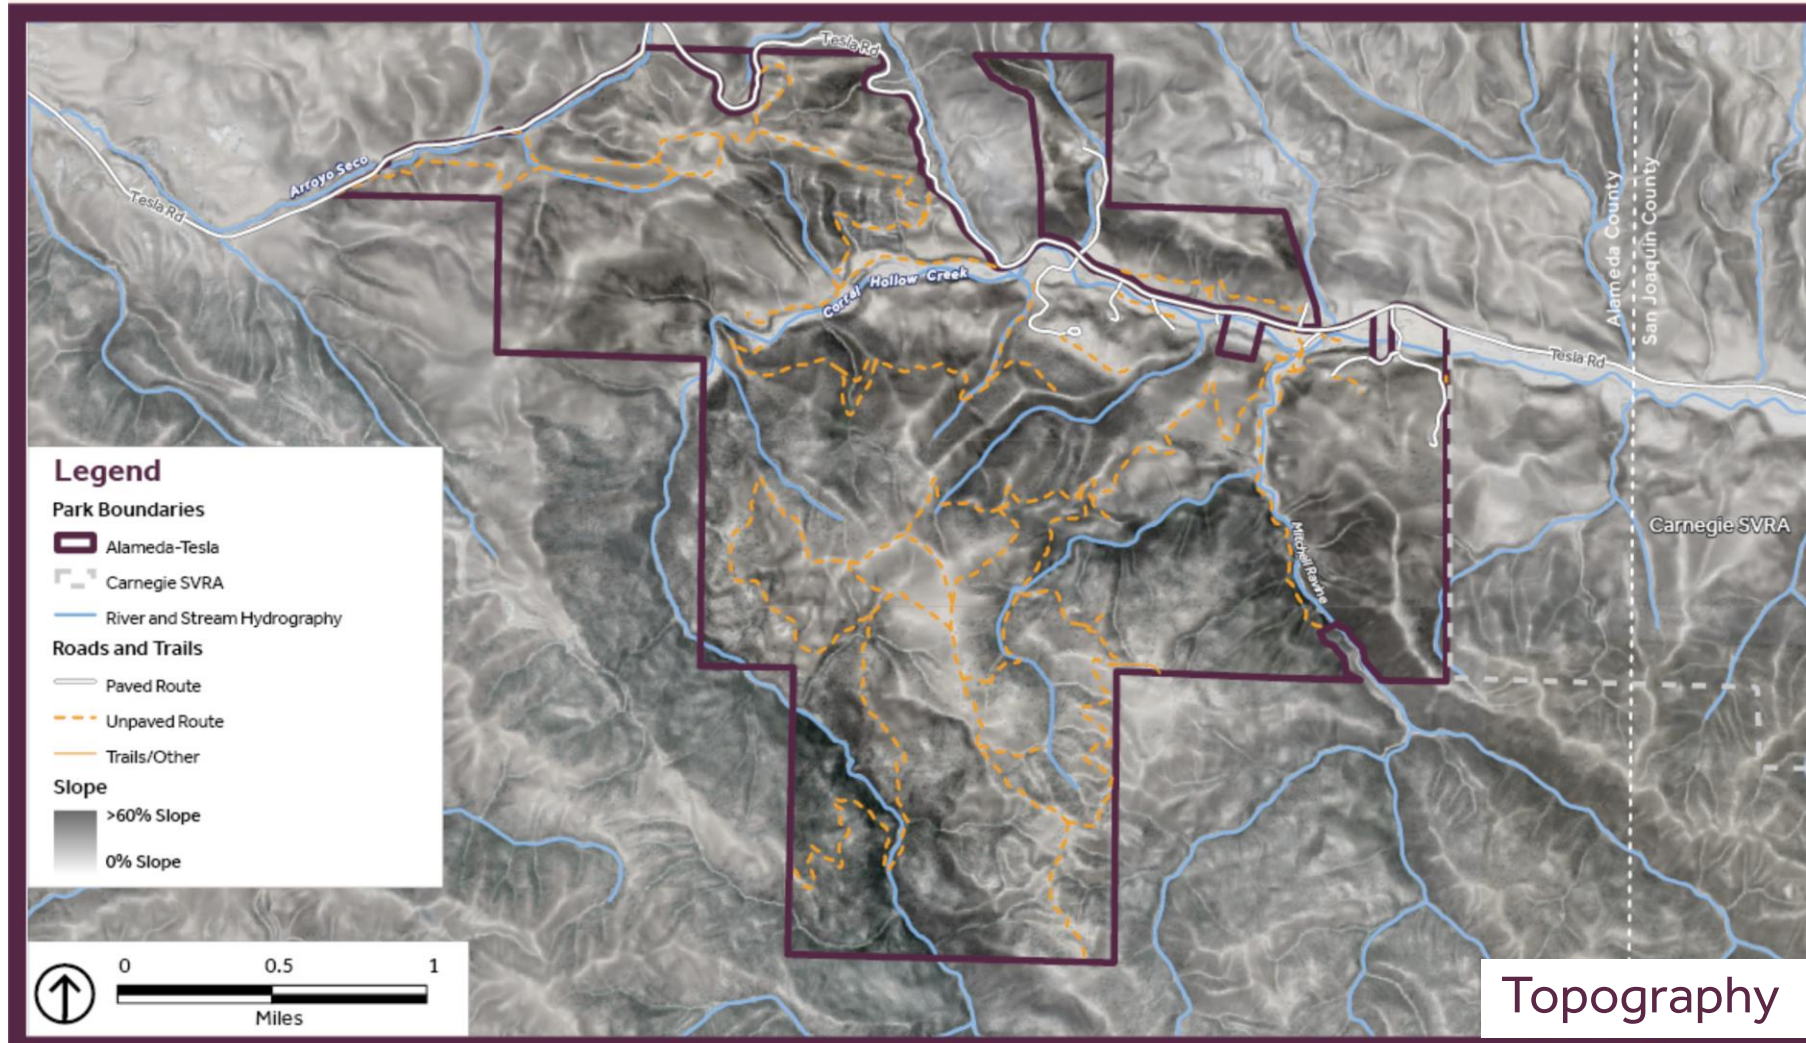 Tesla Rd
Arroyo Seco
Tesla Rd
Corral Hollow Creek
Alameda County
San Joaquin County
Tesla Rd
Carnegie SVRA
Mitchell Ravine
Legend
Park Boundaries
Alameda-Tesla
Carnegie SVRA
River and Stream Hydrography
Roads and Trails
Paved Route
Unpaved Route
Trails/Other
Slope
>60% Slope
0% Slope
0 0.5 1
Miles
Topography